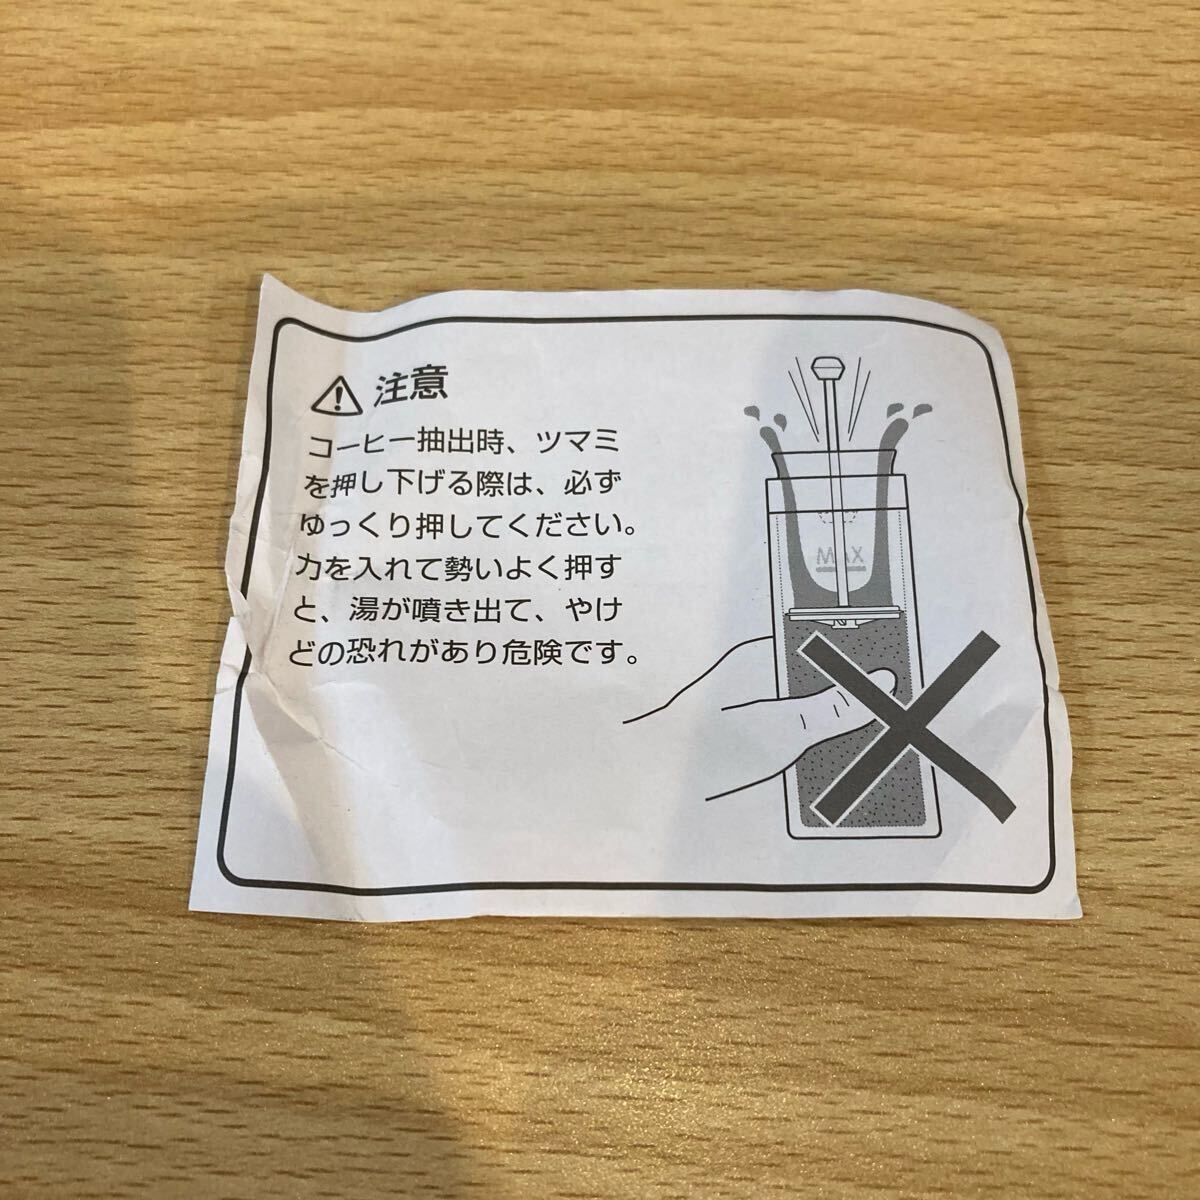 注意
コーヒー抽出時、ツマミ
を押し下げる際は、必ず
ゆっくり押してください。
力を入れて勢いよく押す
と、湯が噴き出て、やけ
どの恐れがあり危険です。
MAX